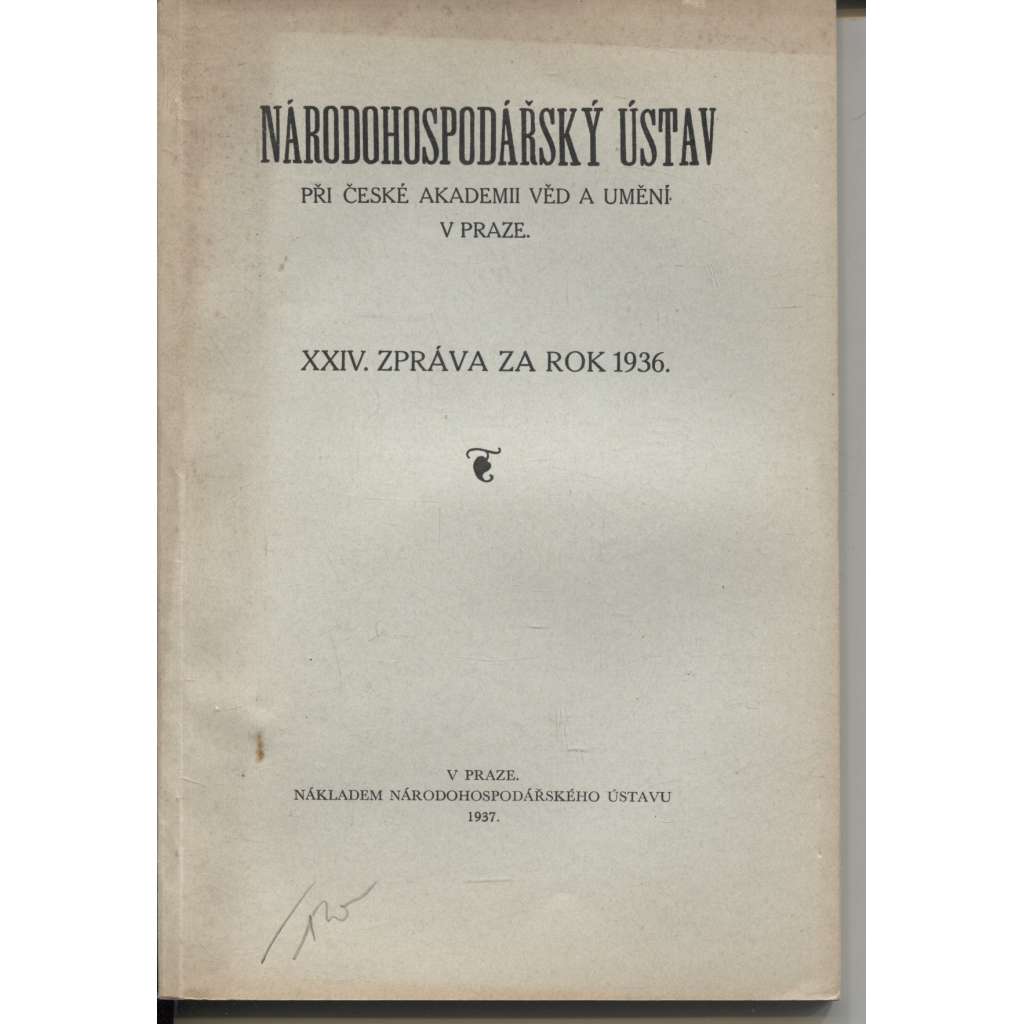 NÁRODOHOSPODÁŘSKÝ ÚSTAV
PŘI ČESKÉ AKADEMII VĚD A UMĚNÍ
V PRAZE.
XXIV. ZPRÁVA ZA ROK 1936.
V PRAZE.
NÁKLADEM NÁRODOHOSPODÁŘSKÉHO ÚSTAVU
1937.